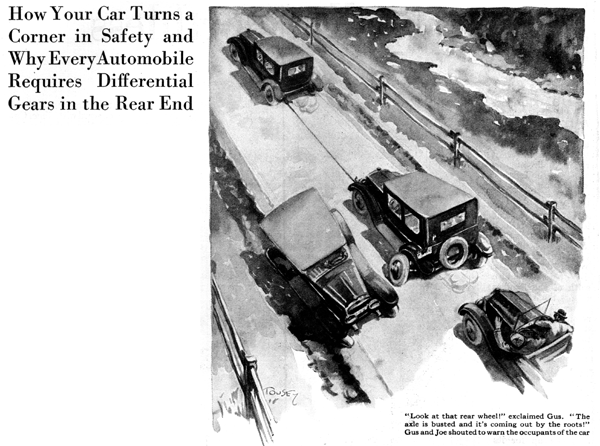 How Your Car Turns a
Corner in Safety and
Why Every Automobile
Requires Differential
Gears in the Rear End
"Look at that rear wheel!" exclaimed Gus. "The
axle is busted and it's coming out by the roots!"
Gus and Joe shouted to warn the occupants of the car